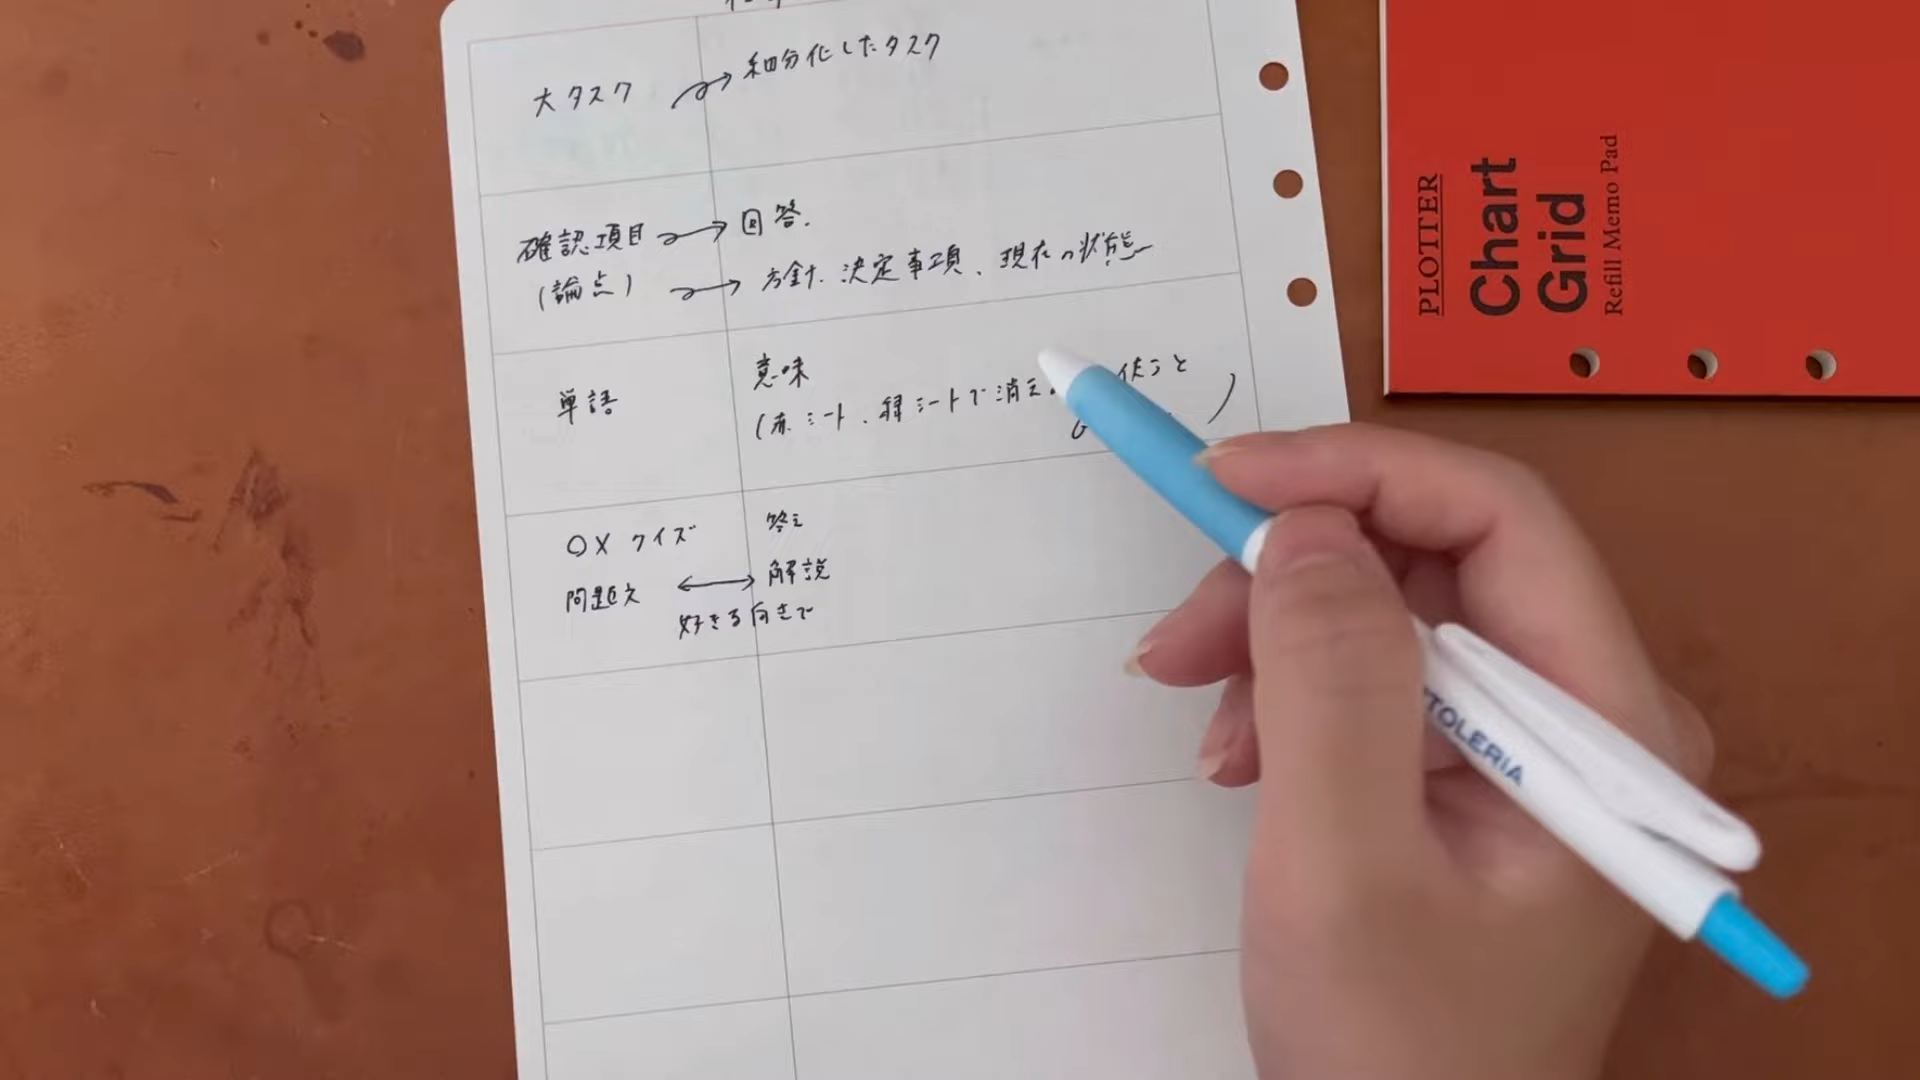 大タスク 細分化したタスク
確認項目 回答.
(論点) 方針、決定事項、現在の状態
単語 意味
(赤シート、緑シートで消え 使うこと
)
OX クイズ 答え
問題文 解説
好きな向きで
PLOTTER
Chart
Grid
Refill Memo Pad
TOLERIA